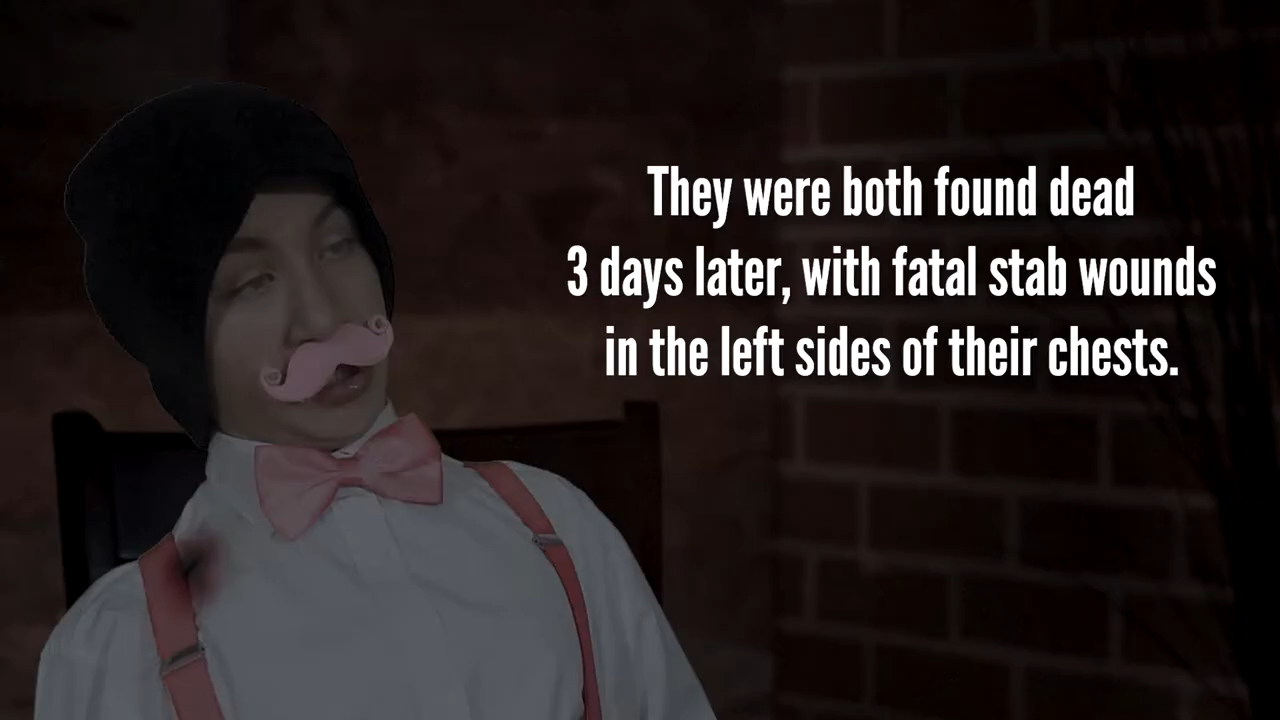 They were both found dead
3 days later, with fatal stab wounds
in the left sides of their chests.